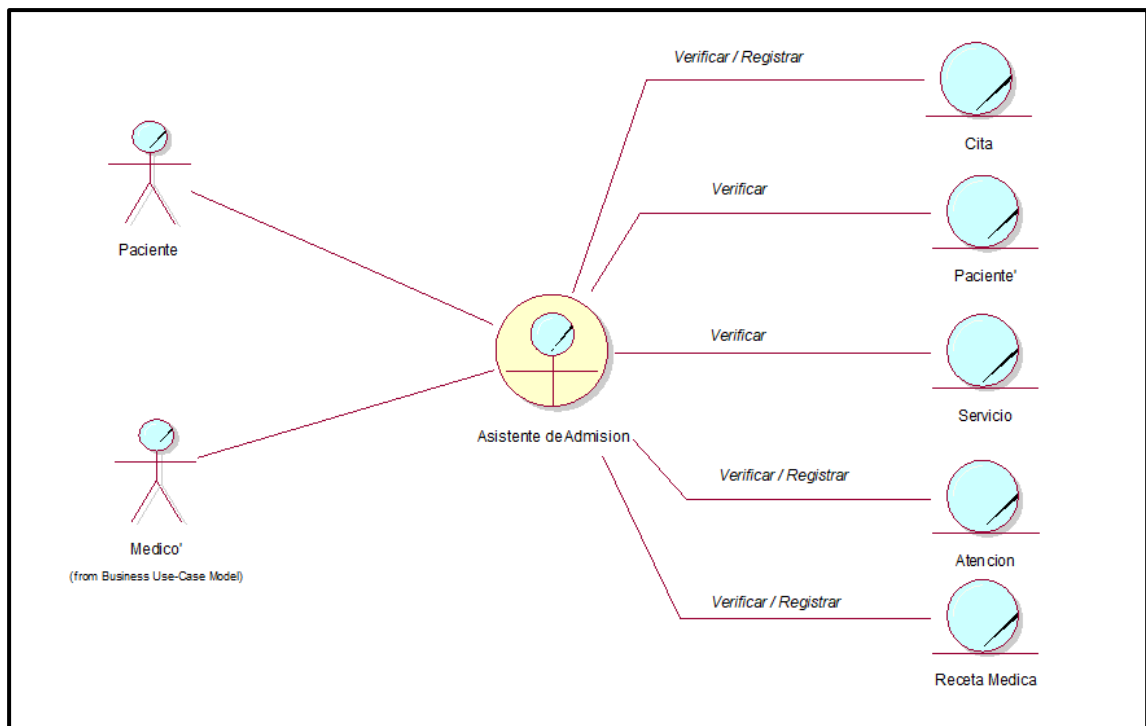 Verificar / Registrar
Cita
Verificar
Paciente
Paciente'
Verificar
Servicio
Asistente de Admision
Verificar / Registrar
Medico'
(from Business Use-Case Model)
Atencion
Verificar / Registrar
Receta Medica